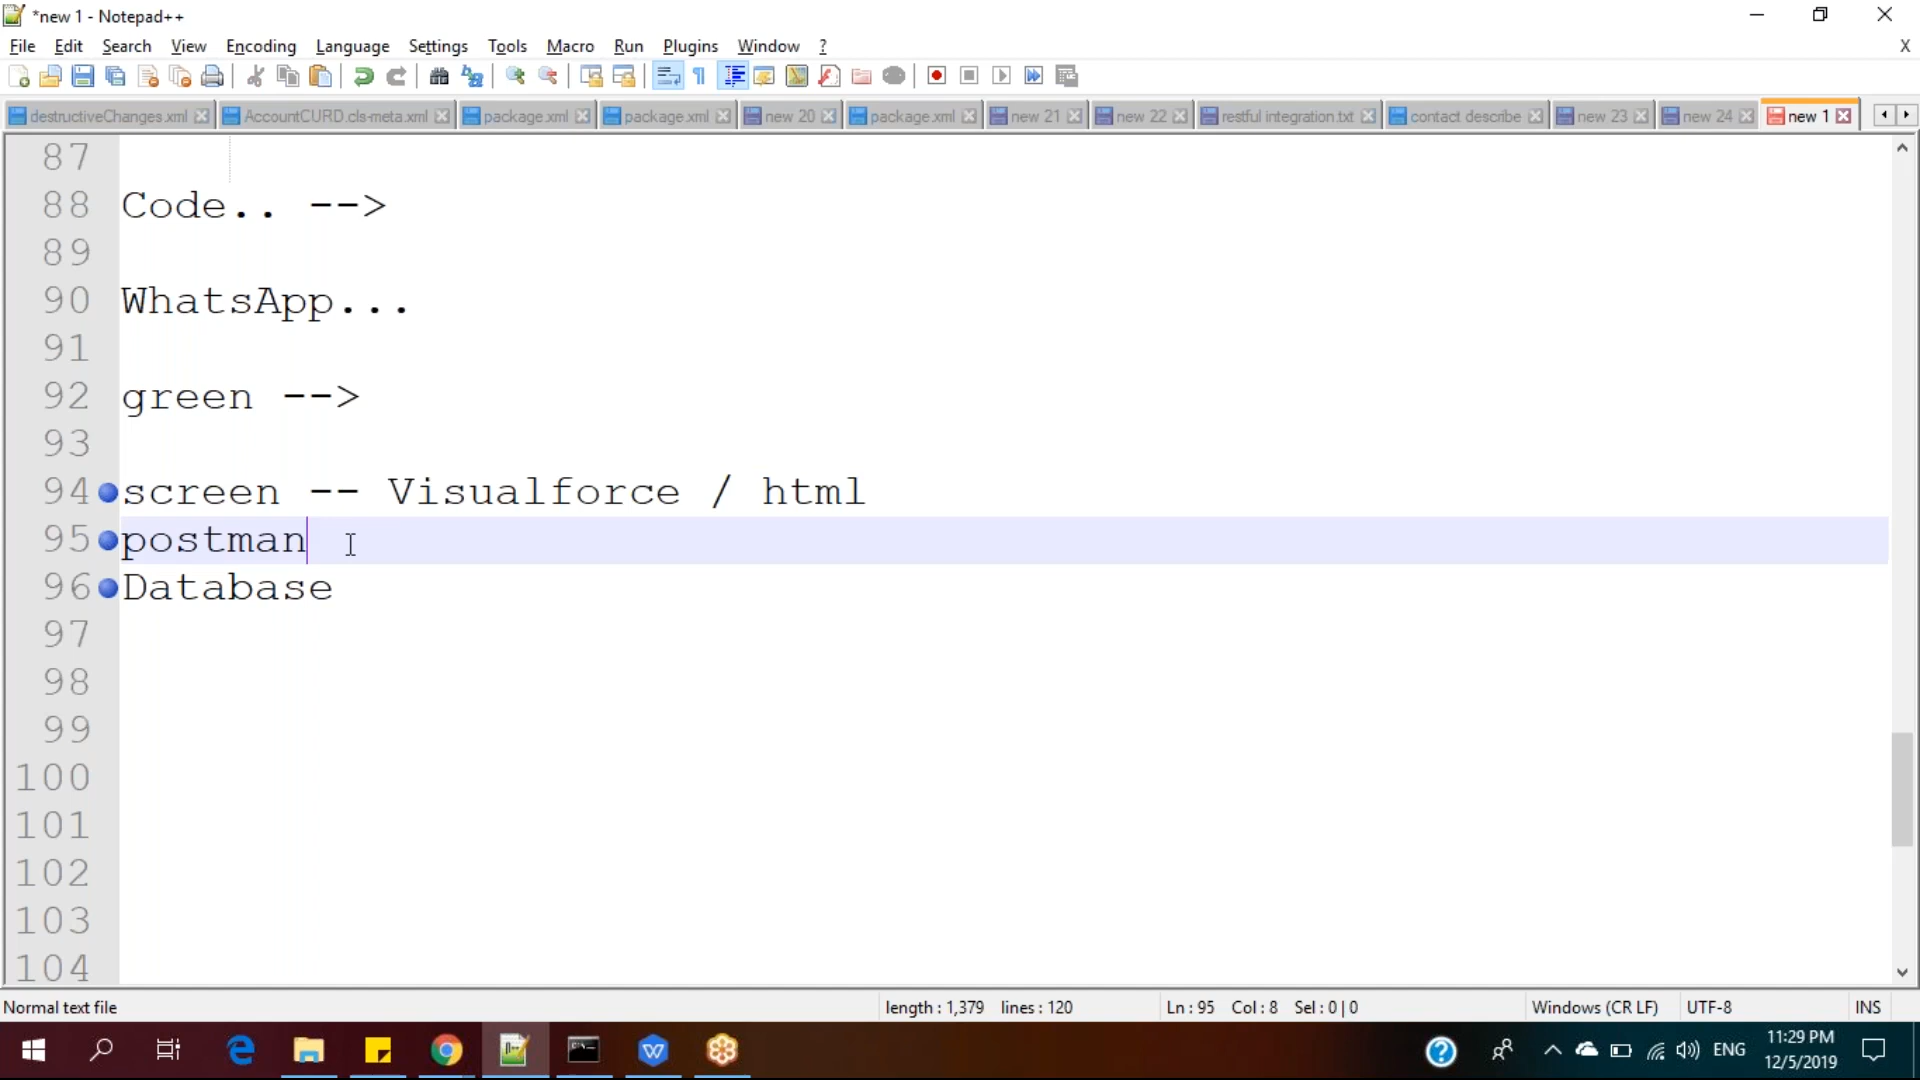 *new 1 - Notepad++
File Edit Search View Encoding Language Settings Tools Macro Run Plugins Window ? X
destructiveChanges.xml AccountCURD.cls-meta.xml package.xml package.xml new 20 package.xml new 21 new 22 restful integration.txt contact describe new 23 new 24 new 1
87
88 Code.. -->
89
90 WhatsApp...
91
92 green -->
93
94 screen -- Visualforce / html
95 postman
96 Database
97
98
99
100
101
102
103
104
Normal text file length : 1,379 lines : 120 Ln : 95 Col : 8 Sel : 0 | 0 Windows (CR LF) UTF-8 INS
ENG 11:29 PM
12/5/2019